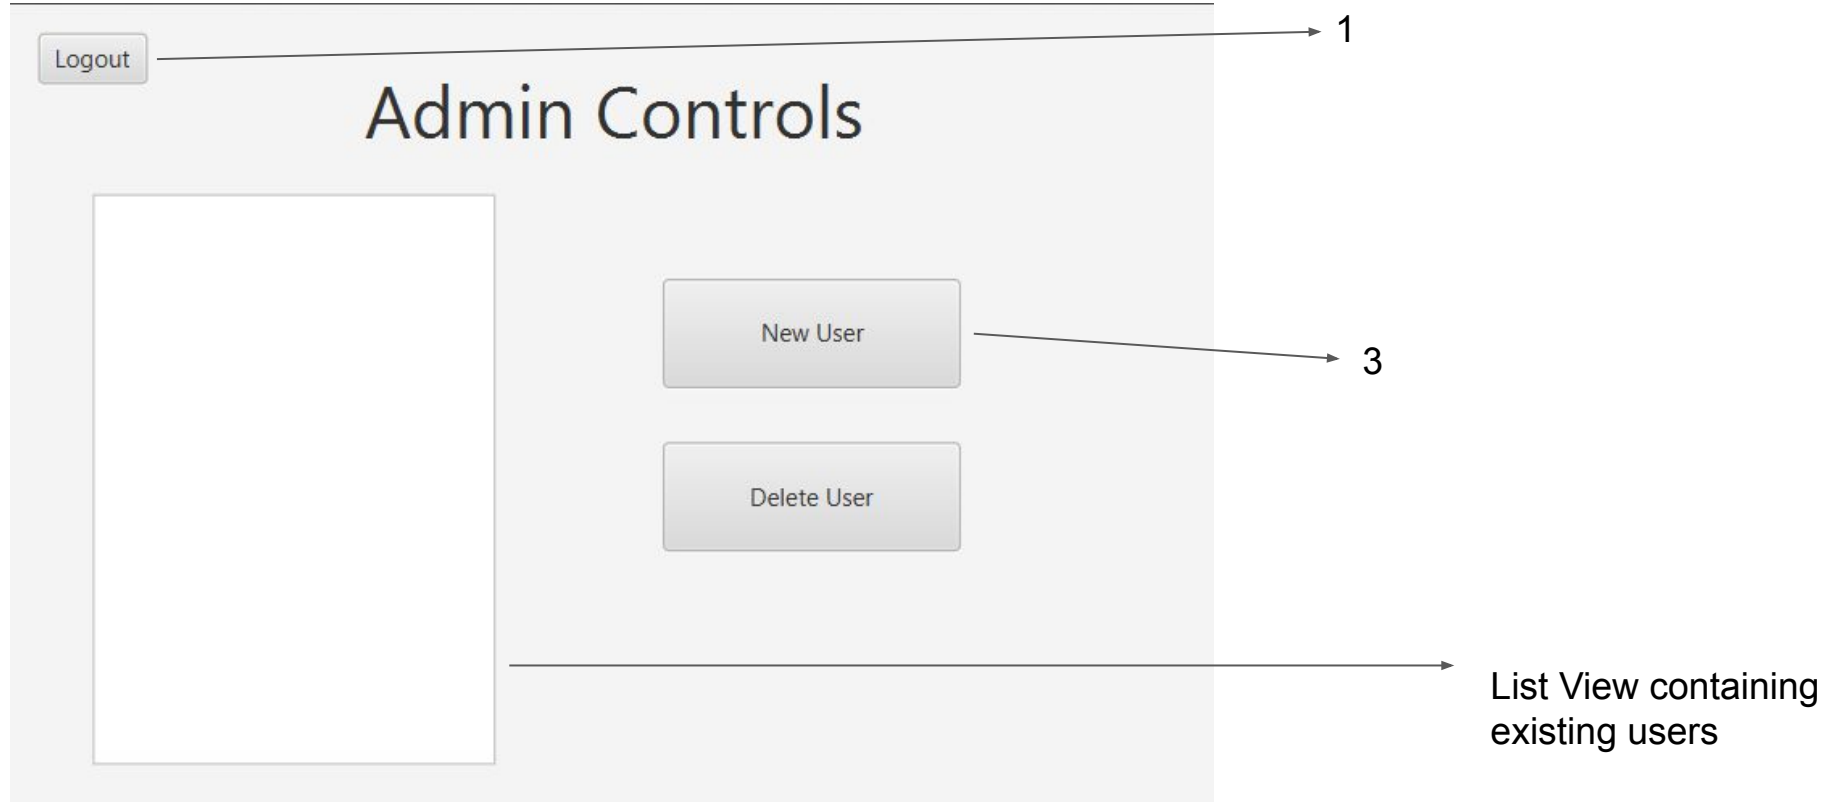 1
Logout
Admin Controls
New User
3
Delete User
List View containing
existing users